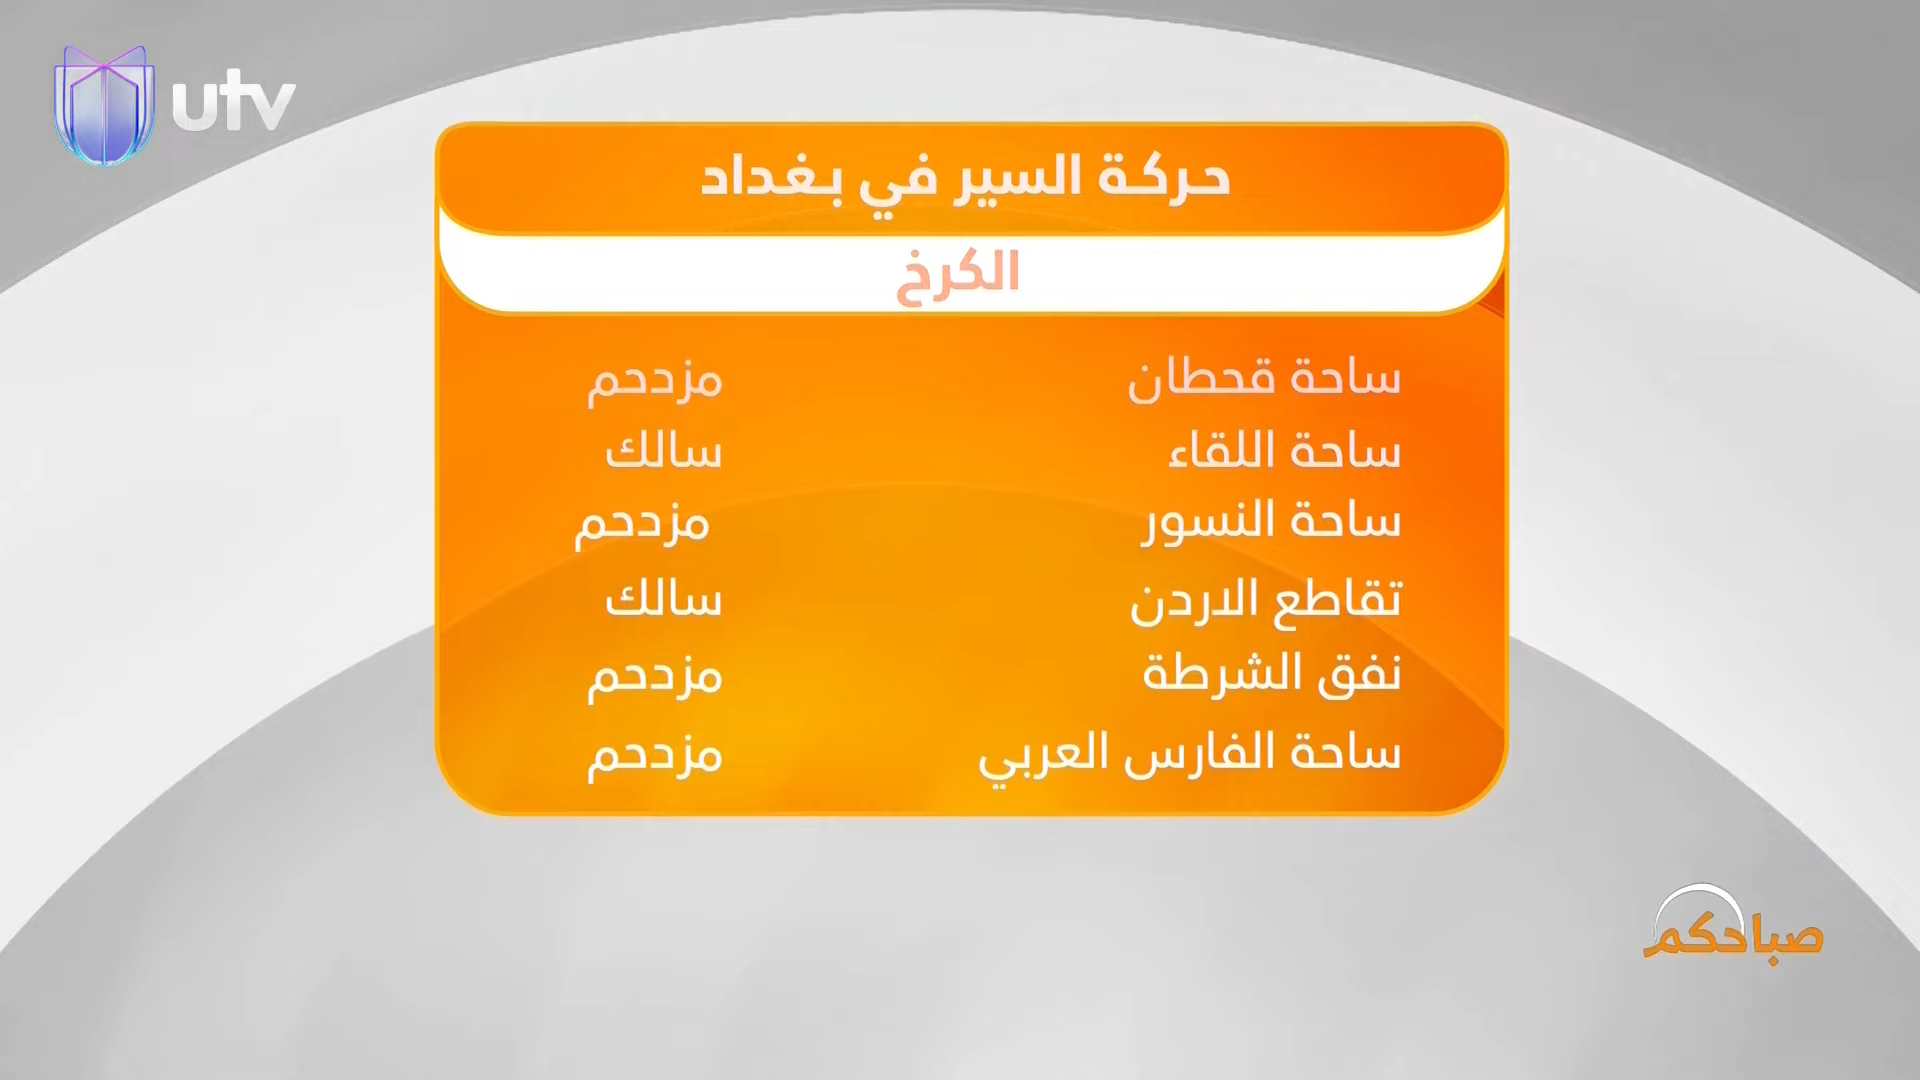 utv
حركة السير في بغداد
الكرخ
ساحة قحطان مزدحم
ساحة اللقاء سالك
ساحة النسور مزدحم
تقاطع الاردن سالك
نفق الشرطة مزدحم
ساحة الفارس العربي مزدحم
صباحكم